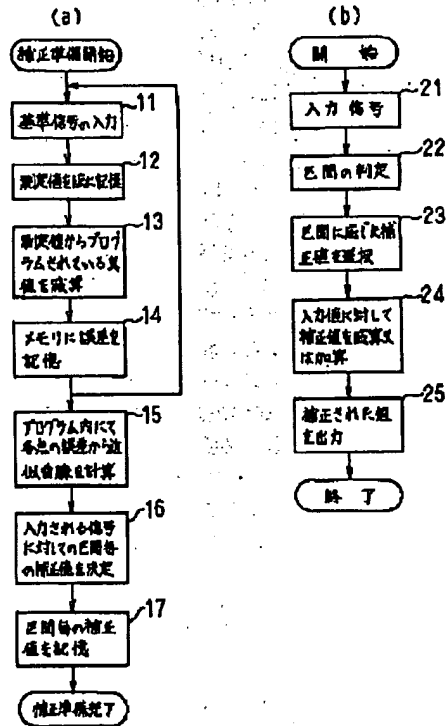 (a)
補正準備開始
11
基準信号の入力
12
測定値を仮に記憶
13
測定値からプログ
ラムされている真
値を減算
14
メモリに誤差を
記憶
15
プログラム内にて
各点の誤差から近
似曲線を計算
16
入力される信号
に対しての区間毎
の補正値を決定
17
区間毎の補正
値を記憶
補正準備完了
(b)
開始
21
入力信号
22
区間の判定
23
区間に応じた補
正値を選択
24
入力値に対して
補正値を減算又
は加算
25
補正された値
を出力
終了